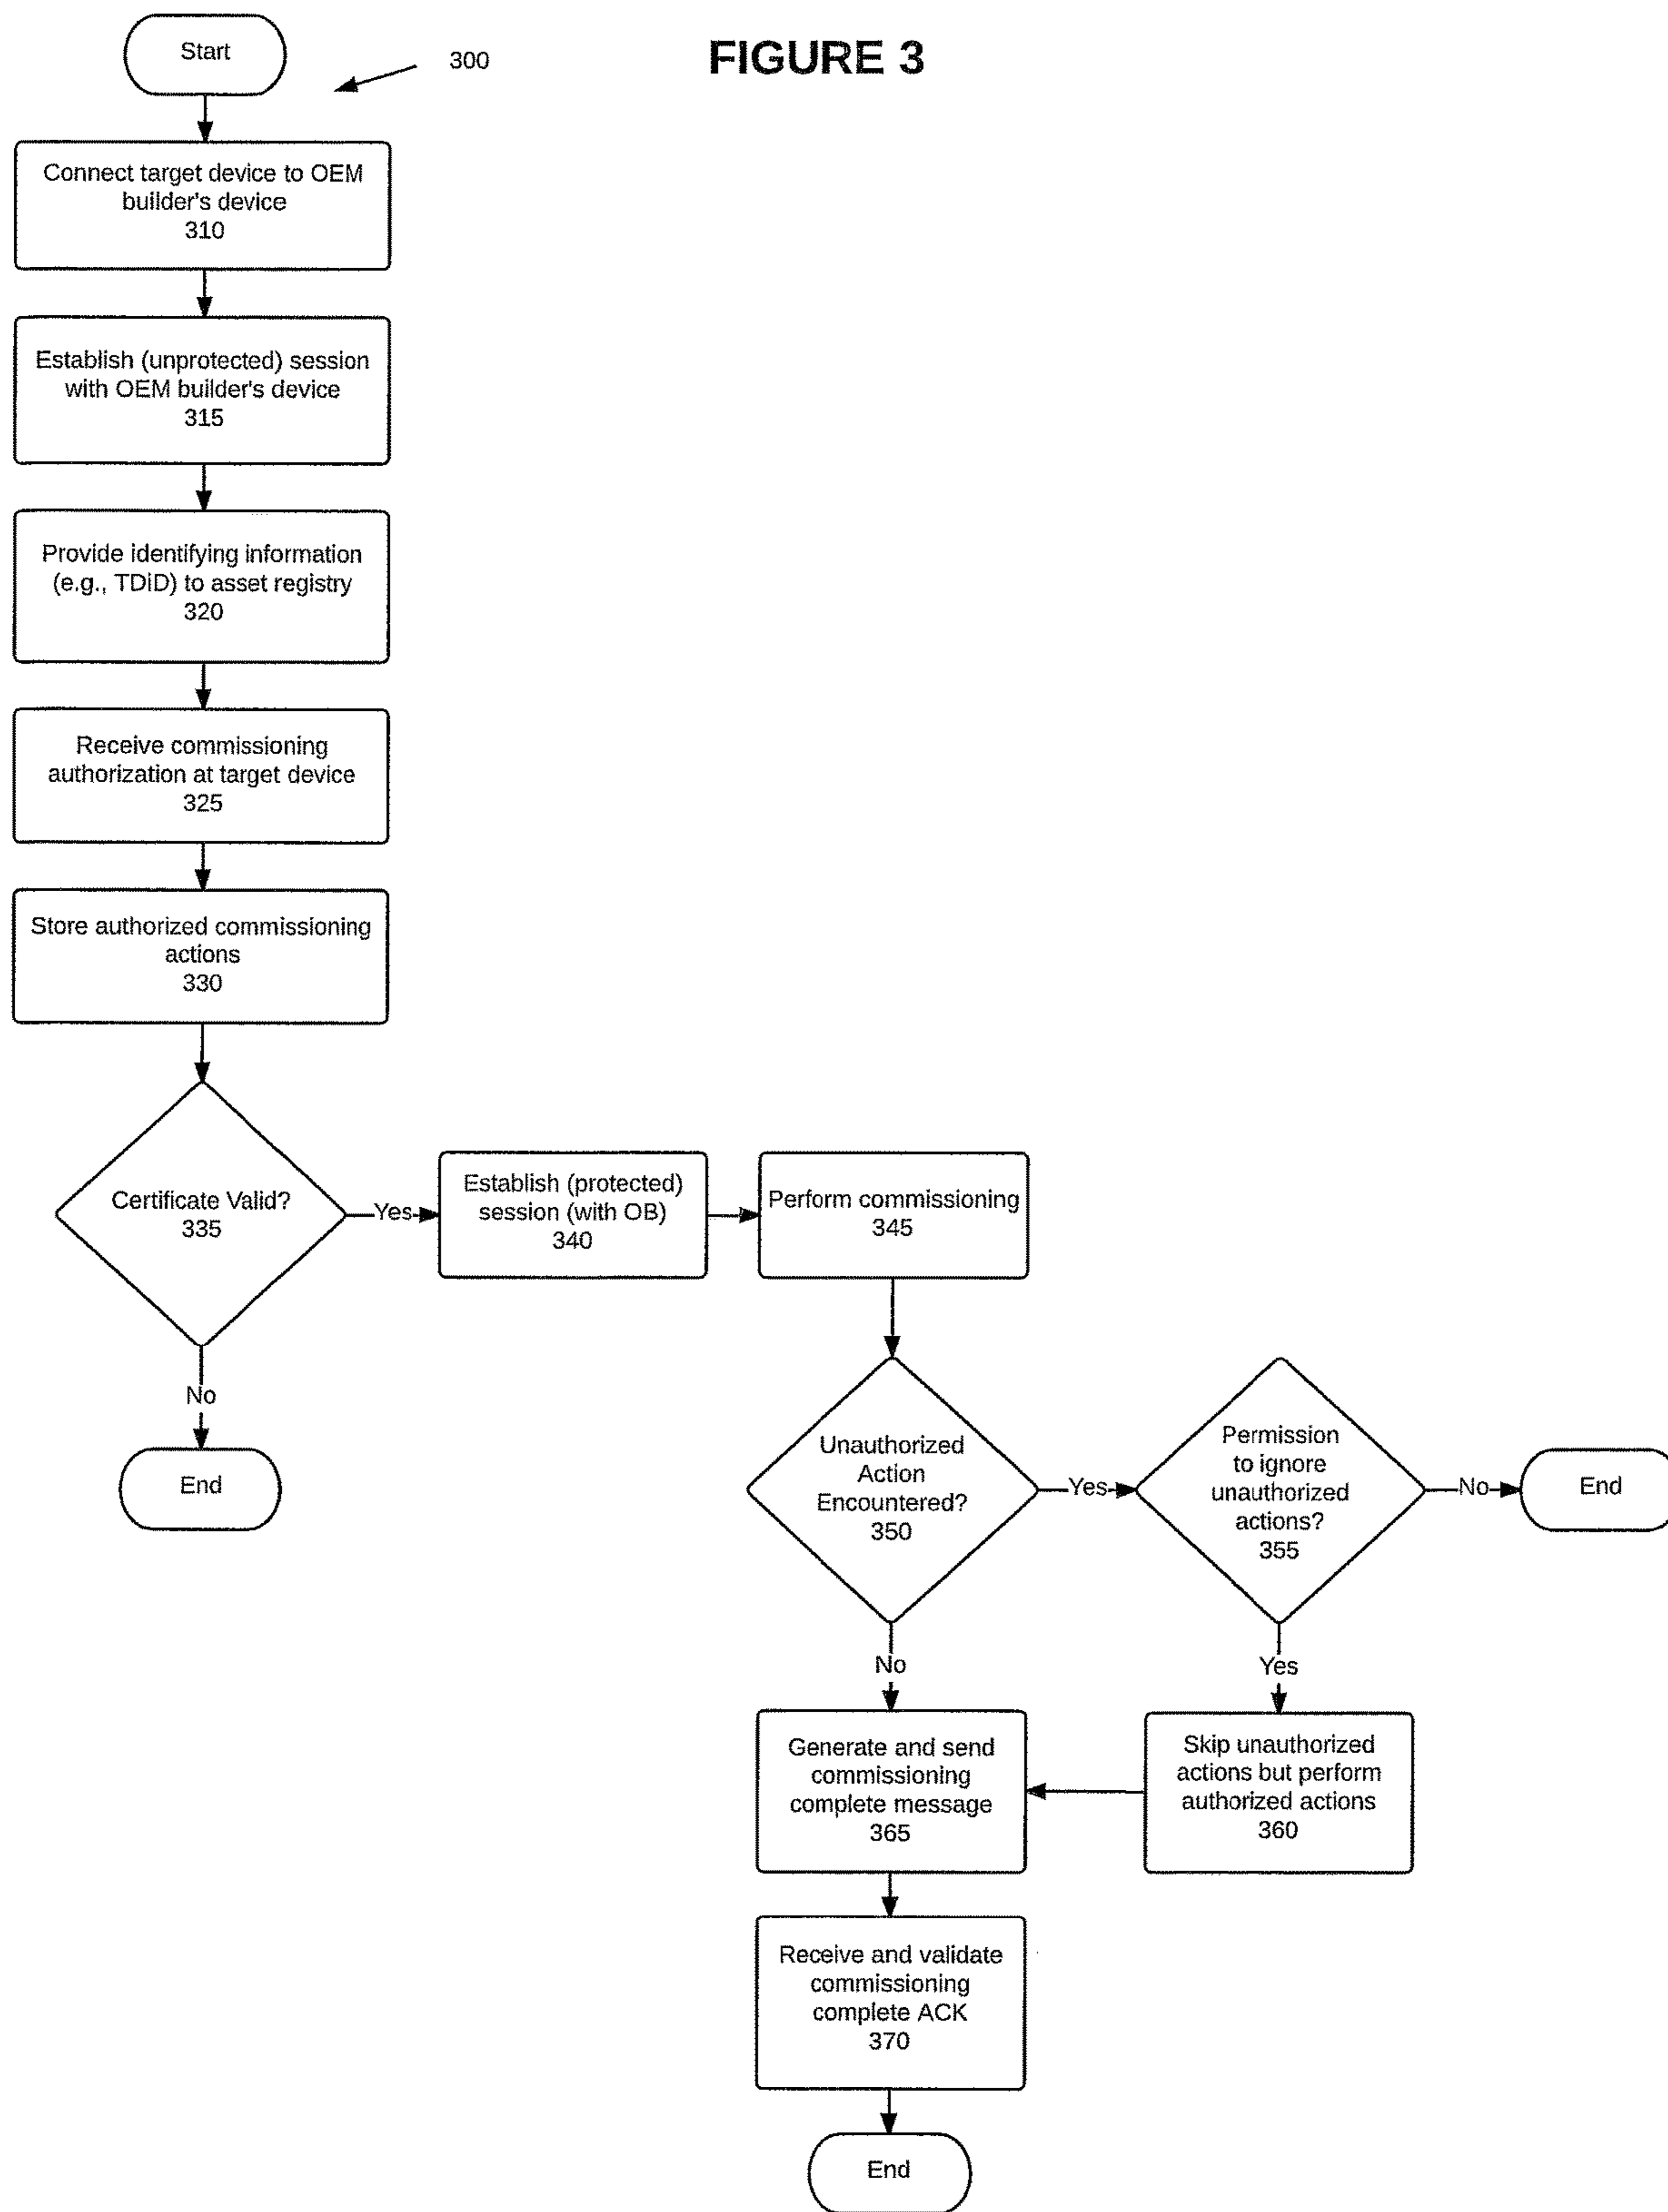 Start
300
FIGURE 3
Connect target device to OEM
builder's device
310
Establish (unprotected) session
with OEM builder's device
315
Provide identifying information
(e.g., TDiD) to asset registry
320
Receive commissioning
authorization at target device
325
Store authorized commissioning
actions
330
Certificate Valid?
335
Yes
Establish (protected)
session (with OB)
340
Perform commissioning
345
No
End
Unauthorized
Action
Encountered?
350
Yes
Permission
to ignore
unauthorized
actions?
355
No
End
No
Yes
Generate and send
commissioning
complete message
365
Skip unauthorized
actions but perform
authorized actions
360
Receive and validate
commissioning
complete ACK
370
End